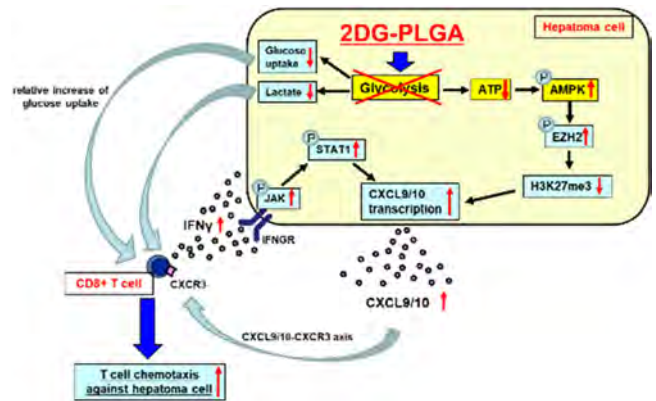 2DG-PLGA
Hepatoma cell
Glucose
uptake
relative increase of
glucose uptake
Lactate
Glycolysis
ATP
P
AMPK
P
EZH2
P
STAT1
P
JAK
CXCL9/10
transcription
H3K27me3
IFNγ
IFNGR
CD8+ T cell
CXCR3
CXCL9/10
CXCL9/10-CXCR3 axis
T cell chemotaxis
against hepatoma cell